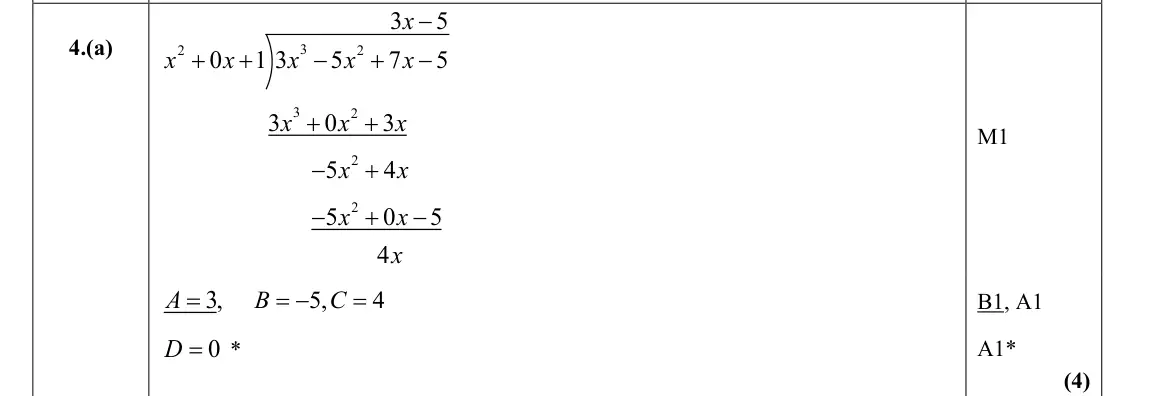 3x − 5
4.(a)
x² + 0x + 1)3x³ − 5x² + 7x − 5
3x³ + 0x² + 3x
M1
−5x² + 4x
−5x² + 0x − 5
4x
A = 3, B = −5, C = 4
B1, A1
D = 0 *
A1*
(4)